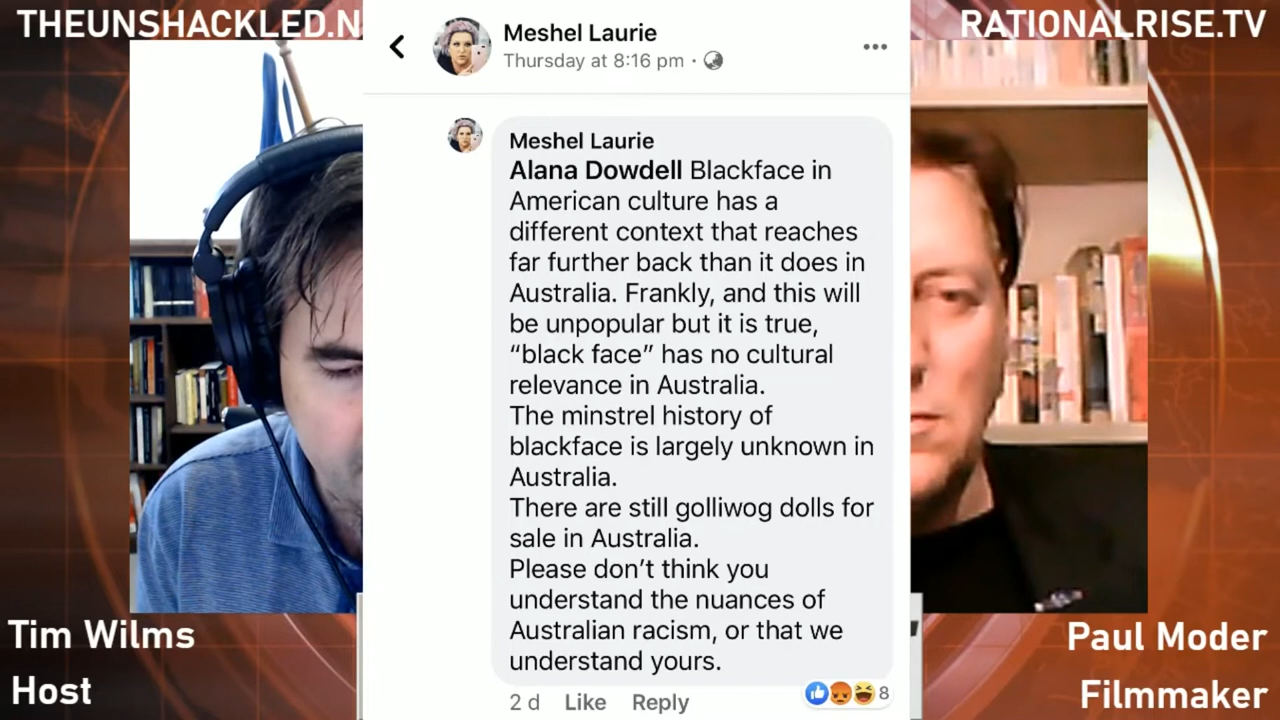 THEUNSHACKLED.N
RATIONALRISE.TV
Meshel Laurie
Thursday at 8:16 pm ·
Meshel Laurie
Alana Dowdell Blackface in
American culture has a
different context that reaches
far further back than it does in
Australia. Frankly, and this will
be unpopular but it is true,
“black face” has no cultural
relevance in Australia.
The minstrel history of
blackface is largely unknown in
Australia.
There are still golliwog dolls for
sale in Australia.
Please don’t think you
understand the nuances of
Australian racism, or that we
understand yours.
2 d Like Reply 8
Tim Wilms
Host
Paul Moder
Filmmaker